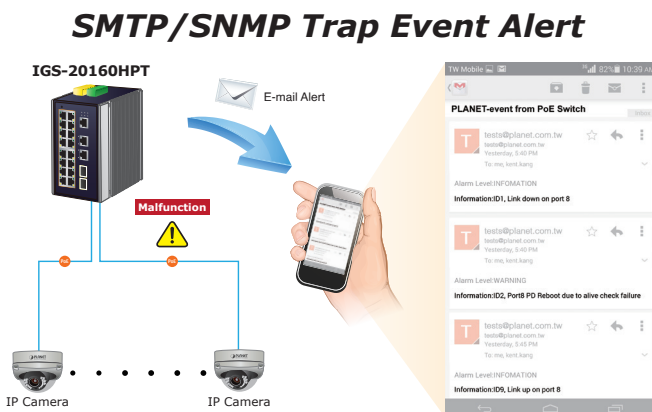 SMTP/SNMP Trap Event Alert
IGS-20160HPT
E-mail Alert
Malfunction
PoE
PoE
PLANET
PLANET
IP Camera
IP Camera
TW Mobile
82% 10:39 AM
PLANET-event from PoE Switch
Inbox
T
tests@planet.com.tw
tests@planet.com.tw
Yesterday, 5:40 PM
To: me, kent.kang
Alarm Level:INFOMATION
Information:ID1, Link down on port 8
T
tests@planet.com.tw
tests@planet.com.tw
Yesterday, 5:40 PM
To: me, kent.kang
Alarm Level:WARNING
Information:ID2, Port8 PD Reboot due to alive check failure
T
tests@planet.com.tw
tests@planet.com.tw
Yesterday, 5:45 PM
To: me, kent.kang
Alarm Level:INFOMATION
Information:ID9, Link up on port 8